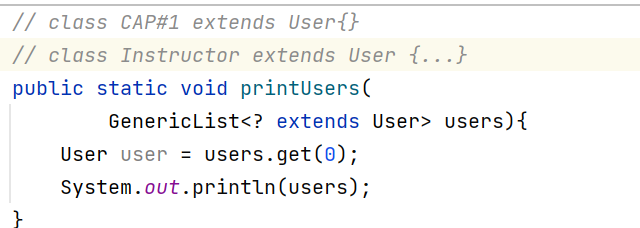 // class CAP#1 extends User{}
// class Instructor extends User {...}
public static void printUsers(
        GenericList<? extends User> users){
    User user = users.get(0);
    System.out.println(users);
}